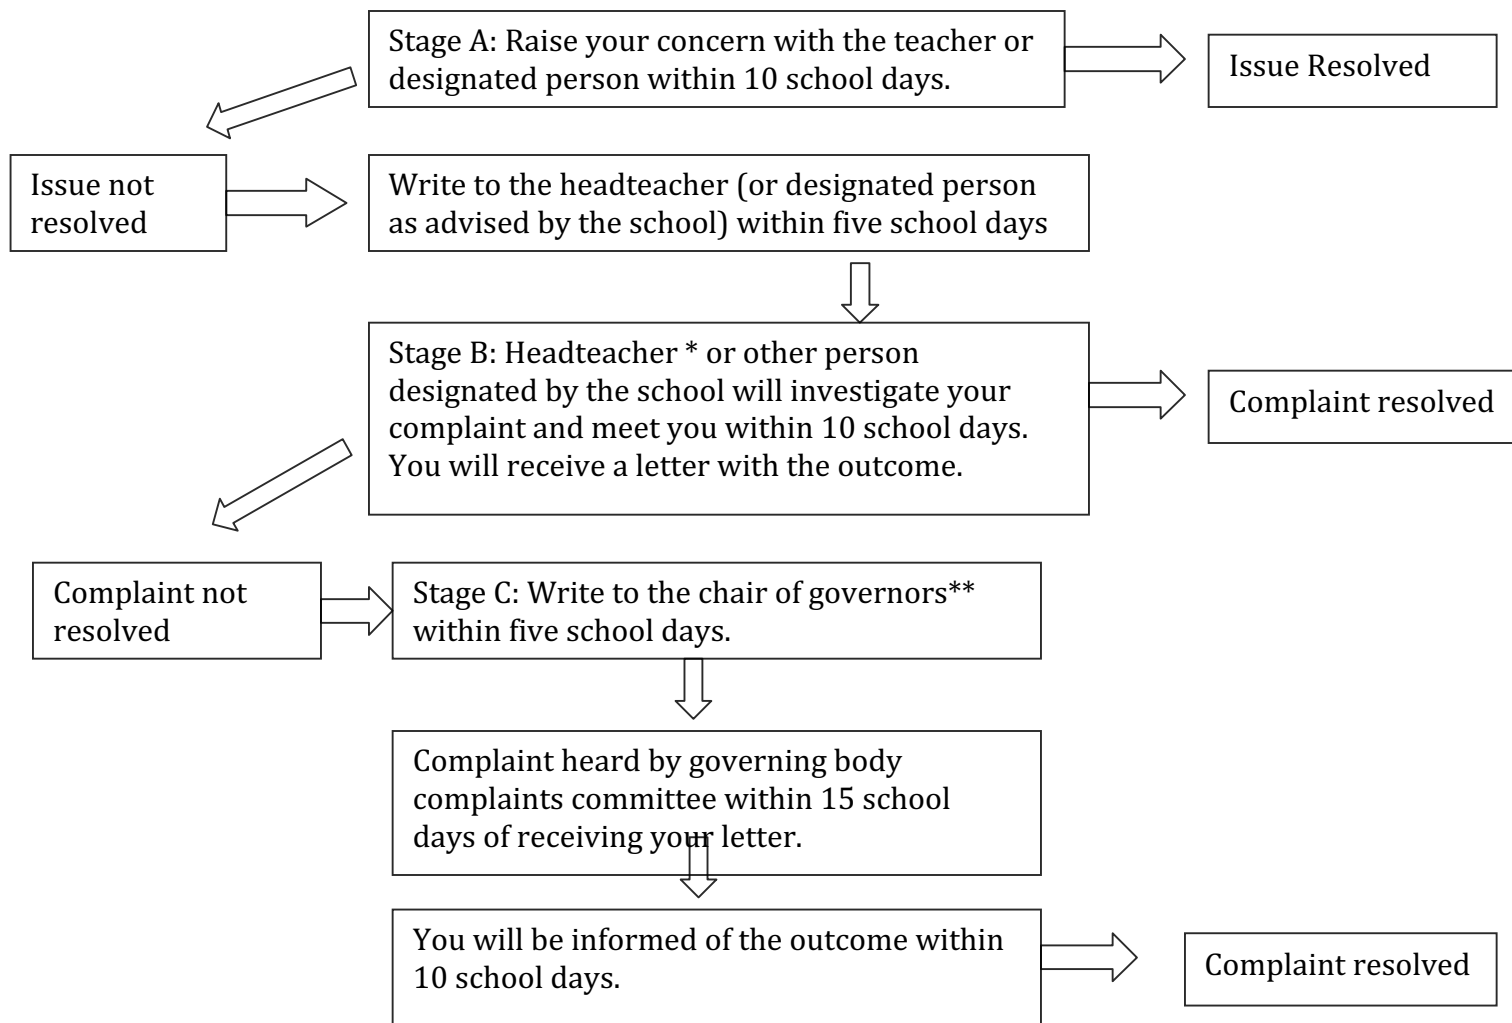 Stage A: Raise your concern with the teacher or
designated person within 10 school days.
Issue Resolved
Issue not
resolved
Write to the headteacher (or designated person
as advised by the school) within five school days
Stage B: Headteacher * or other person
designated by the school will investigate your
complaint and meet you within 10 school days.
You will receive a letter with the outcome.
Complaint resolved
Complaint not
resolved
Stage C: Write to the chair of governors**
within five school days.
Complaint heard by governing body
complaints committee within 15 school
days of receiving your letter.
You will be informed of the outcome within
10 school days.
Complaint resolved